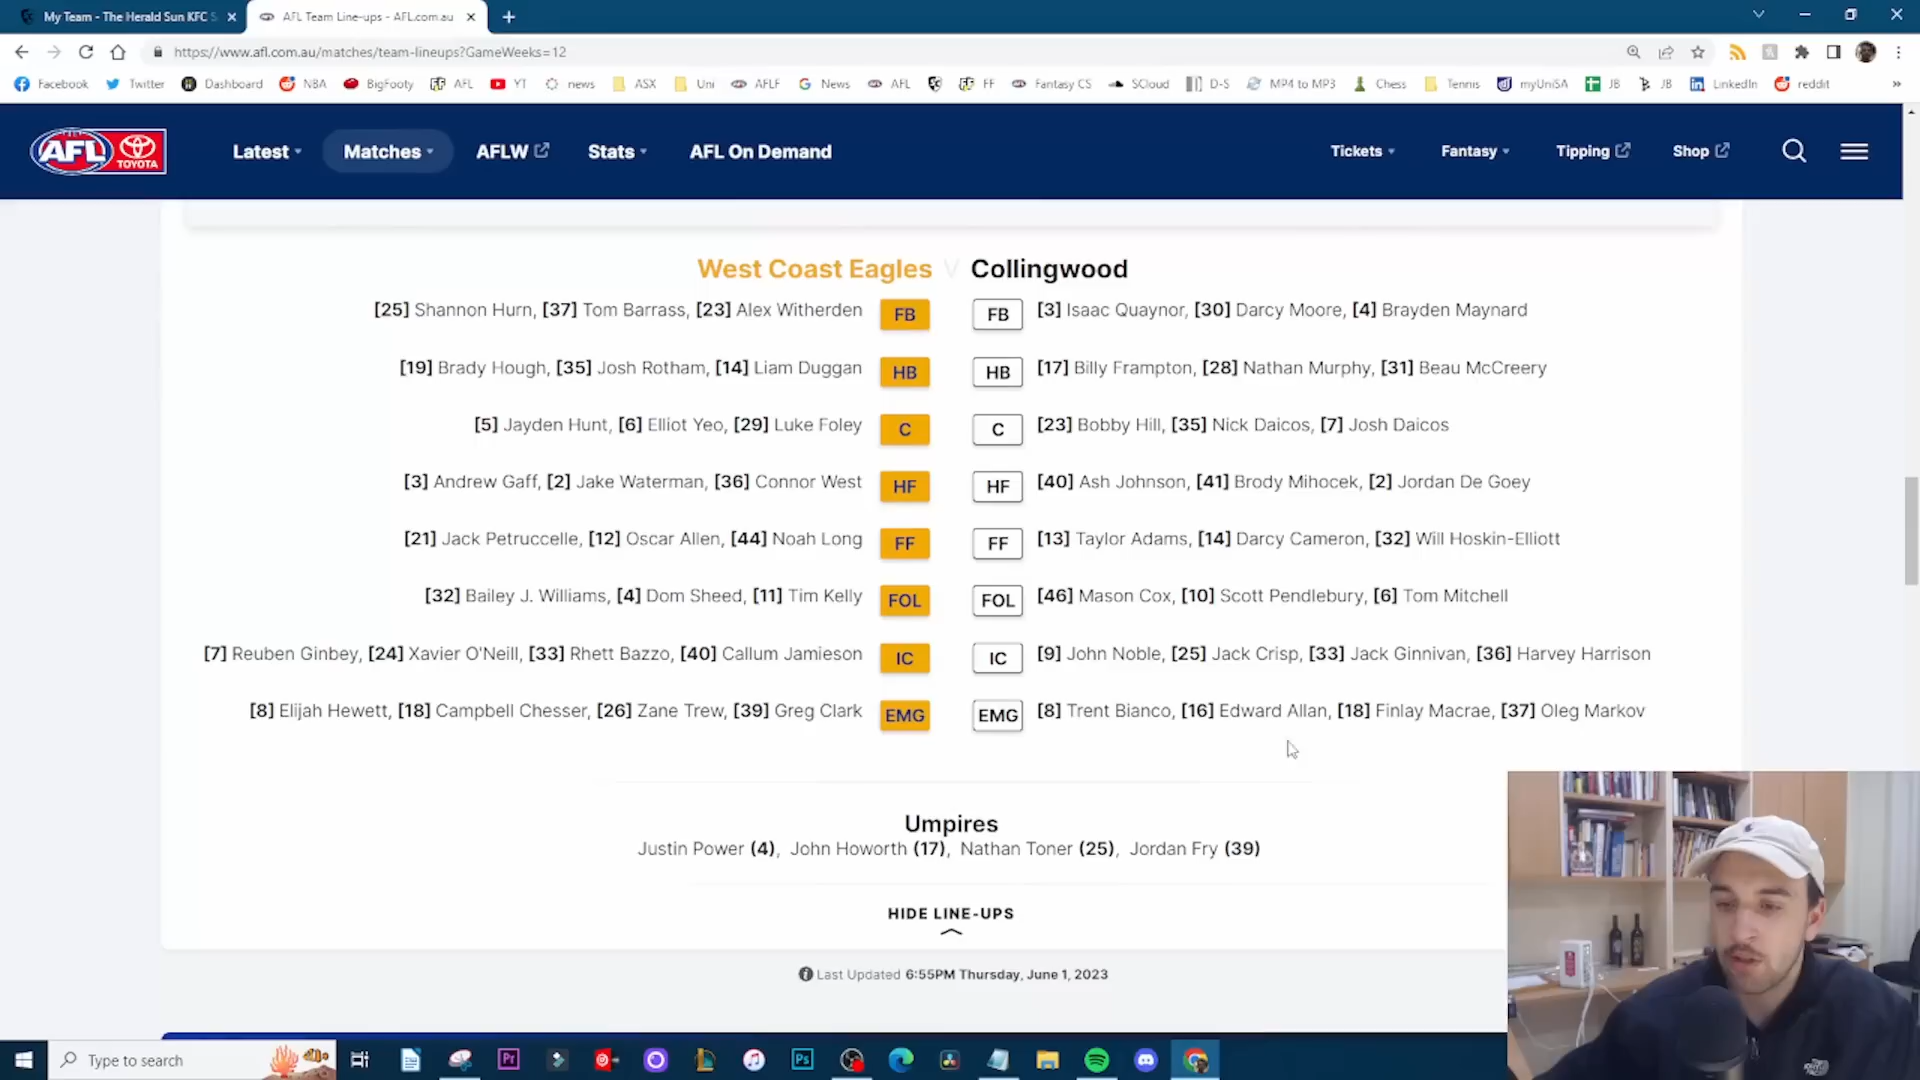 My Team - The Herald Sun KFC S
AFL Team Line-ups - AFL.com.au
https://www.afl.com.au/matches/team-lineups?GameWeeks=12
Facebook Twitter Dashboard NBA BigFooty AFL YT news ASX Uni AFLF News AFL FF Fantasy CS SCloud D-S MP4 to MP3 Chess Tennis myUniSA JB JB LinkedIn reddit
AFL TOYOTA Latest Matches AFLW Stats AFL On Demand Tickets Fantasy Tipping Shop
West Coast Eagles V Collingwood
[25] Shannon Hurn, [37] Tom Barrass, [23] Alex Witherden FB FB [3] Isaac Quaynor, [30] Darcy Moore, [4] Brayden Maynard
[19] Brady Hough, [35] Josh Rotham, [14] Liam Duggan HB HB [17] Billy Frampton, [28] Nathan Murphy, [31] Beau McCreery
[5] Jayden Hunt, [6] Elliot Yeo, [29] Luke Foley C C [23] Bobby Hill, [35] Nick Daicos, [7] Josh Daicos
[3] Andrew Gaff, [2] Jake Waterman, [36] Connor West HF HF [40] Ash Johnson, [41] Brody Mihocek, [2] Jordan De Goey
[21] Jack Petruccelle, [12] Oscar Allen, [44] Noah Long FF FF [13] Taylor Adams, [14] Darcy Cameron, [32] Will Hoskin-Elliott
[32] Bailey J. Williams, [4] Dom Sheed, [11] Tim Kelly FOL FOL [46] Mason Cox, [10] Scott Pendlebury, [6] Tom Mitchell
[7] Reuben Ginbey, [24] Xavier O'Neill, [33] Rhett Bazzo, [40] Callum Jamieson IC IC [9] John Noble, [25] Jack Crisp, [33] Jack Ginnivan, [36] Harvey Harrison
[8] Elijah Hewett, [18] Campbell Chesser, [26] Zane Trew, [39] Greg Clark EMG EMG [8] Trent Bianco, [16] Edward Allan, [18] Finlay Macrae, [37] Oleg Markov
Umpires
Justin Power (4), John Howorth (17), Nathan Toner (25), Jordan Fry (39)
HIDE LINE-UPS
Last Updated 6:55PM Thursday, June 1, 2023
Type to search
Pr
Ps